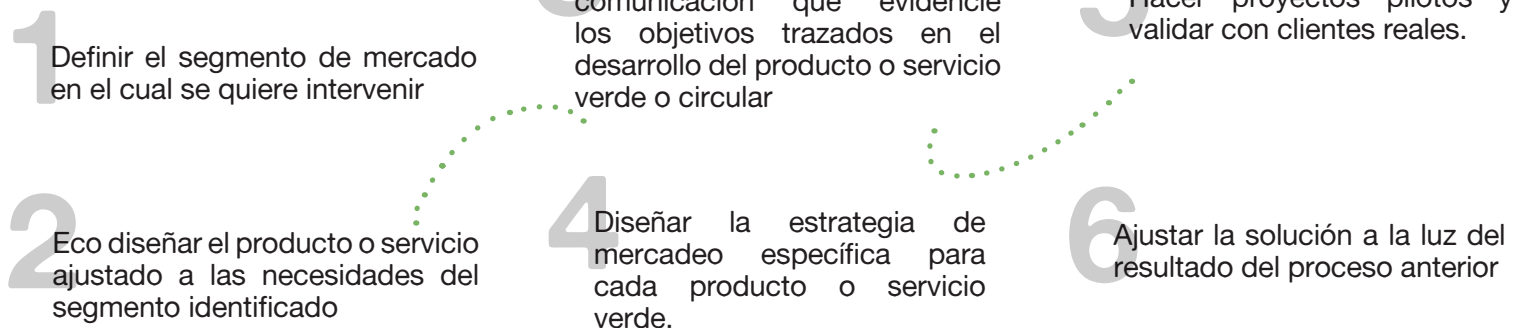 1
Definir el segmento de mercado
en el cual se quiere intervenir
2
Eco diseñar el producto o servicio
ajustado a las necesidades del
segmento identificado
comunicación que evidencie
los objetivos trazados en el
desarrollo del producto o servicio
verde o circular
4
Diseñar la estrategia de
mercadeo específica para
cada producto o servicio
verde.
Hacer proyectos pilotos y
validar con clientes reales.
6
Ajustar la solución a la luz del
resultado del proceso anterior